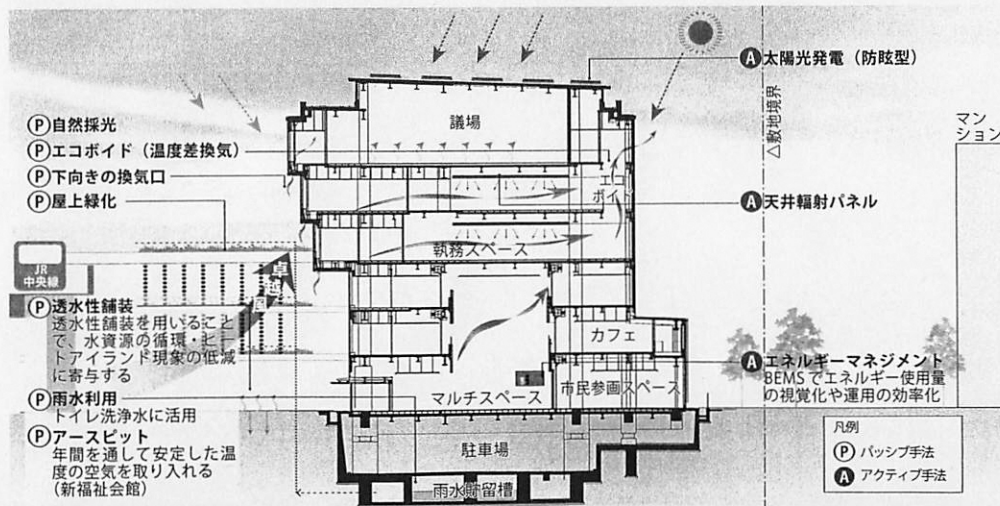 Ⓟ自然採光
Ⓟエコボイド（温度差換気）
Ⓟ下向きの換気口
Ⓟ屋上緑化
JR
中央線
卓越風
Ⓟ透水性舗装
透水性舗装を用いること
で、水資源の循環・ヒー
トアイランド現象の低減
に寄与する
Ⓟ雨水利用
トイレ洗浄水に活用
Ⓟアースピット
年間を通して安定した温
度の空気を取り入れる
（新福祉会館）
議場
エコ
ボイド
執務スペース
カフェ
マルチスペース
市民参画スペース
駐車場
雨水貯留槽
Ⓐ太陽光発電（防眩型）
△敷地境界
マン
ション
Ⓐ天井輻射パネル
Ⓐエネルギーマネジメント
BEMSでエネルギー使用量
の視覚化や運用の効率化
凡例
Ⓟ パッシブ手法
Ⓐ アクティブ手法